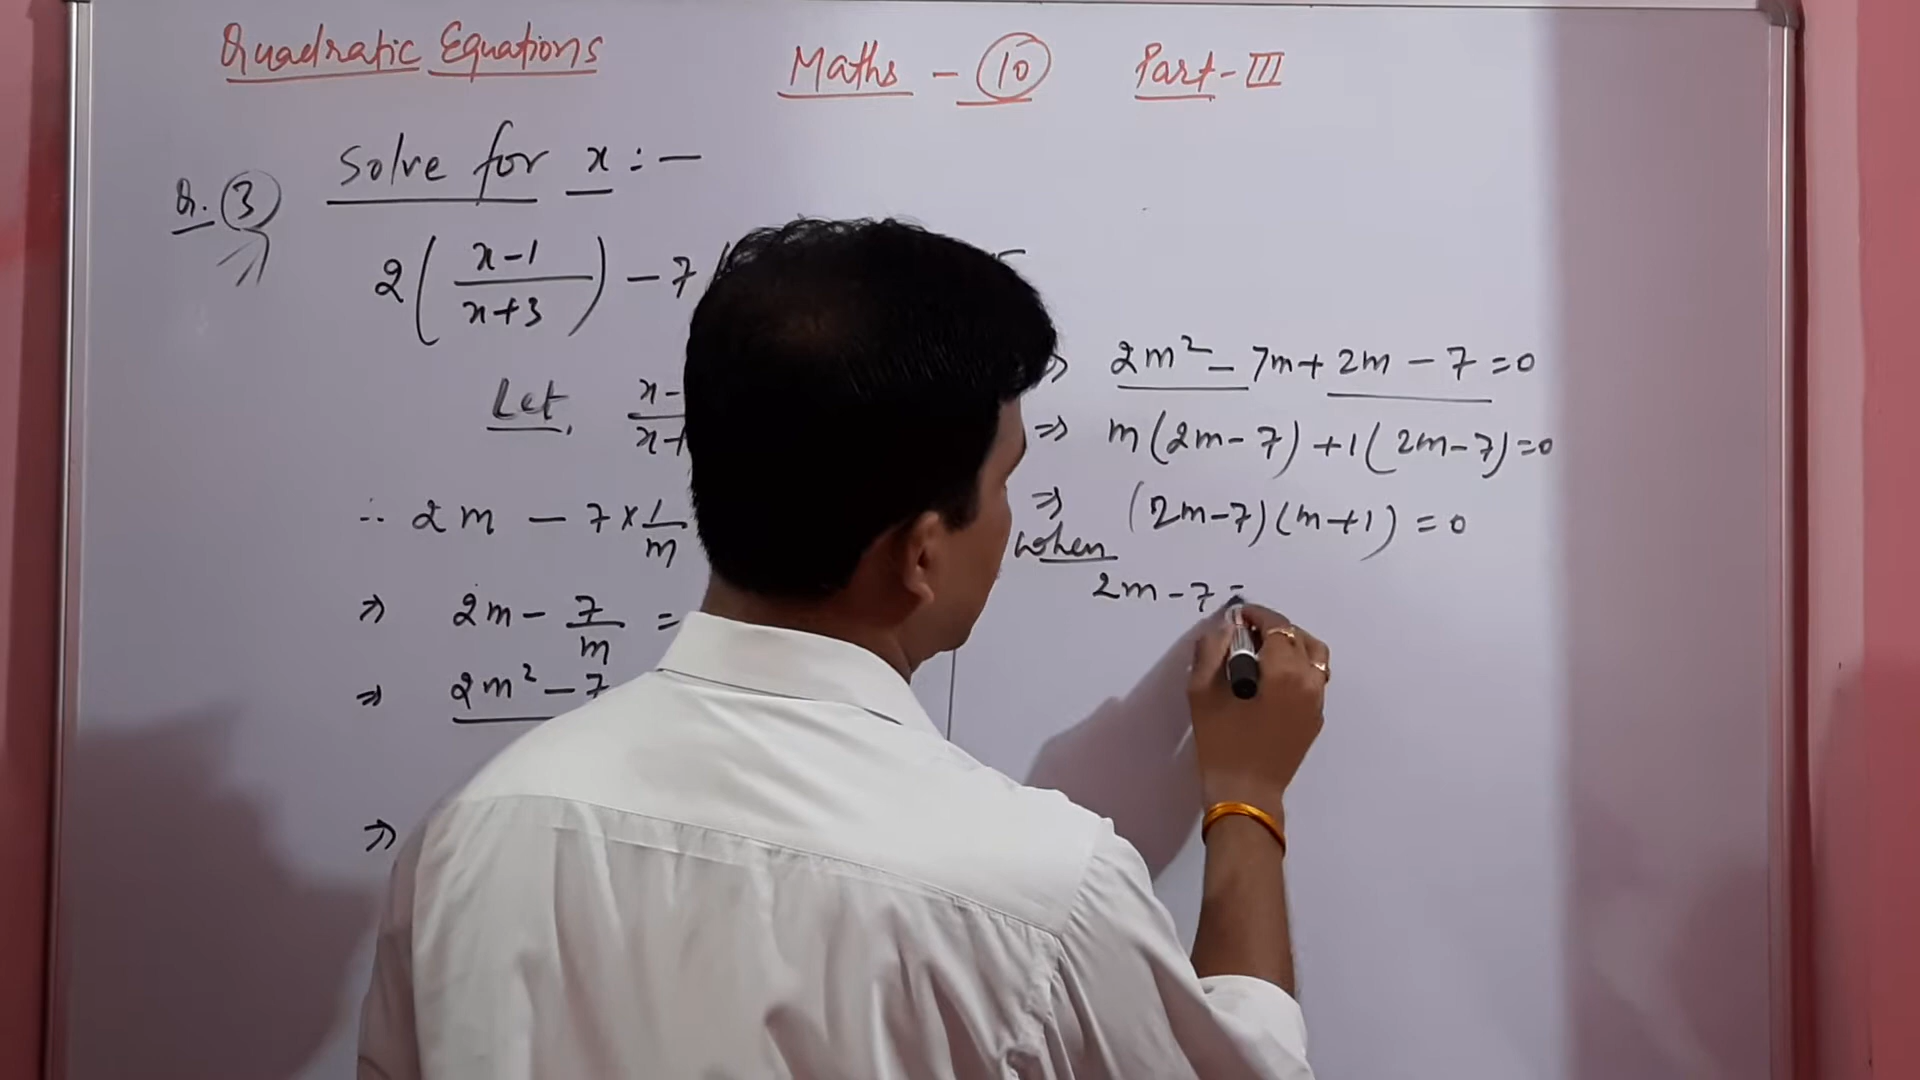 Quadratic Equations Maths - 10 Part-III
Q. 3 Solve for x : —
2(x-1/x+3) - 7
Let, x-
x+
∴ 2m - 7 × 1/m
⇒ 2m - 7/m =
⇒ 2m² - 7
⇒
⇒ 2m² - 7m + 2m - 7 = 0
⇒ m(2m-7) + 1(2m-7) = 0
⇒ (2m-7)(m+1) = 0
when
2m - 7 =